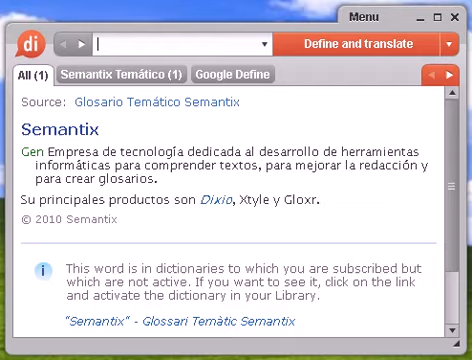 Menu
di
Define and translate
All (1)
Semantix Temático (1)
Google Define
Source: Glosario Temático Semantix
Semantix
Gen Empresa de tecnología dedicada al desarrollo de herramientas
informáticas para comprender textos, para mejorar la redacción y
para crear glosarios.
Su principales productos son Dixio, Xtyle y Gloxr.
© 2010 Semantix
i
This word is in dictionaries to which you are subscribed but
which are not active. If you want to see it, click on the link
and activate the dictionary in your Library.
"Semantix" - Glossari Temàtic Semantix